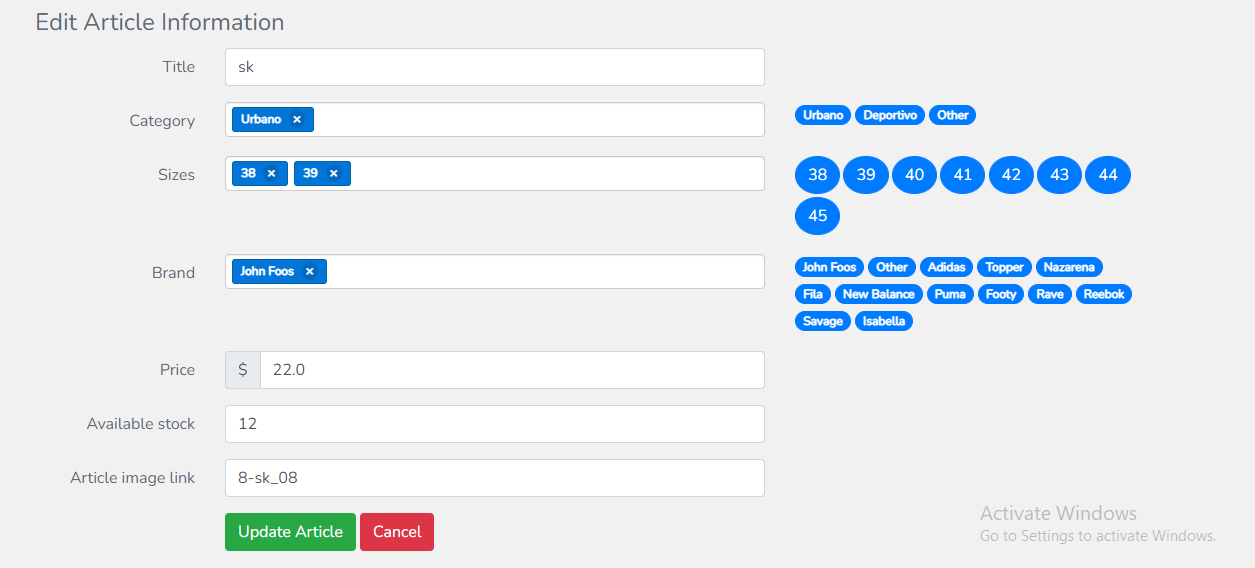 Edit Article Information
Title sk
Category Urbano × Urbano Deportivo Other
Sizes 38 × 39 × 38 39 40 41 42 43 44
45
Brand John Foos × John Foos Other Adidas Topper Nazarena
Fila New Balance Puma Footy Rave Reebok
Savage Isabella
Price $ 22.0
Available stock 12
Article image link 8-sk_08
Update Article Cancel
Activate Windows
Go to Settings to activate Windows.